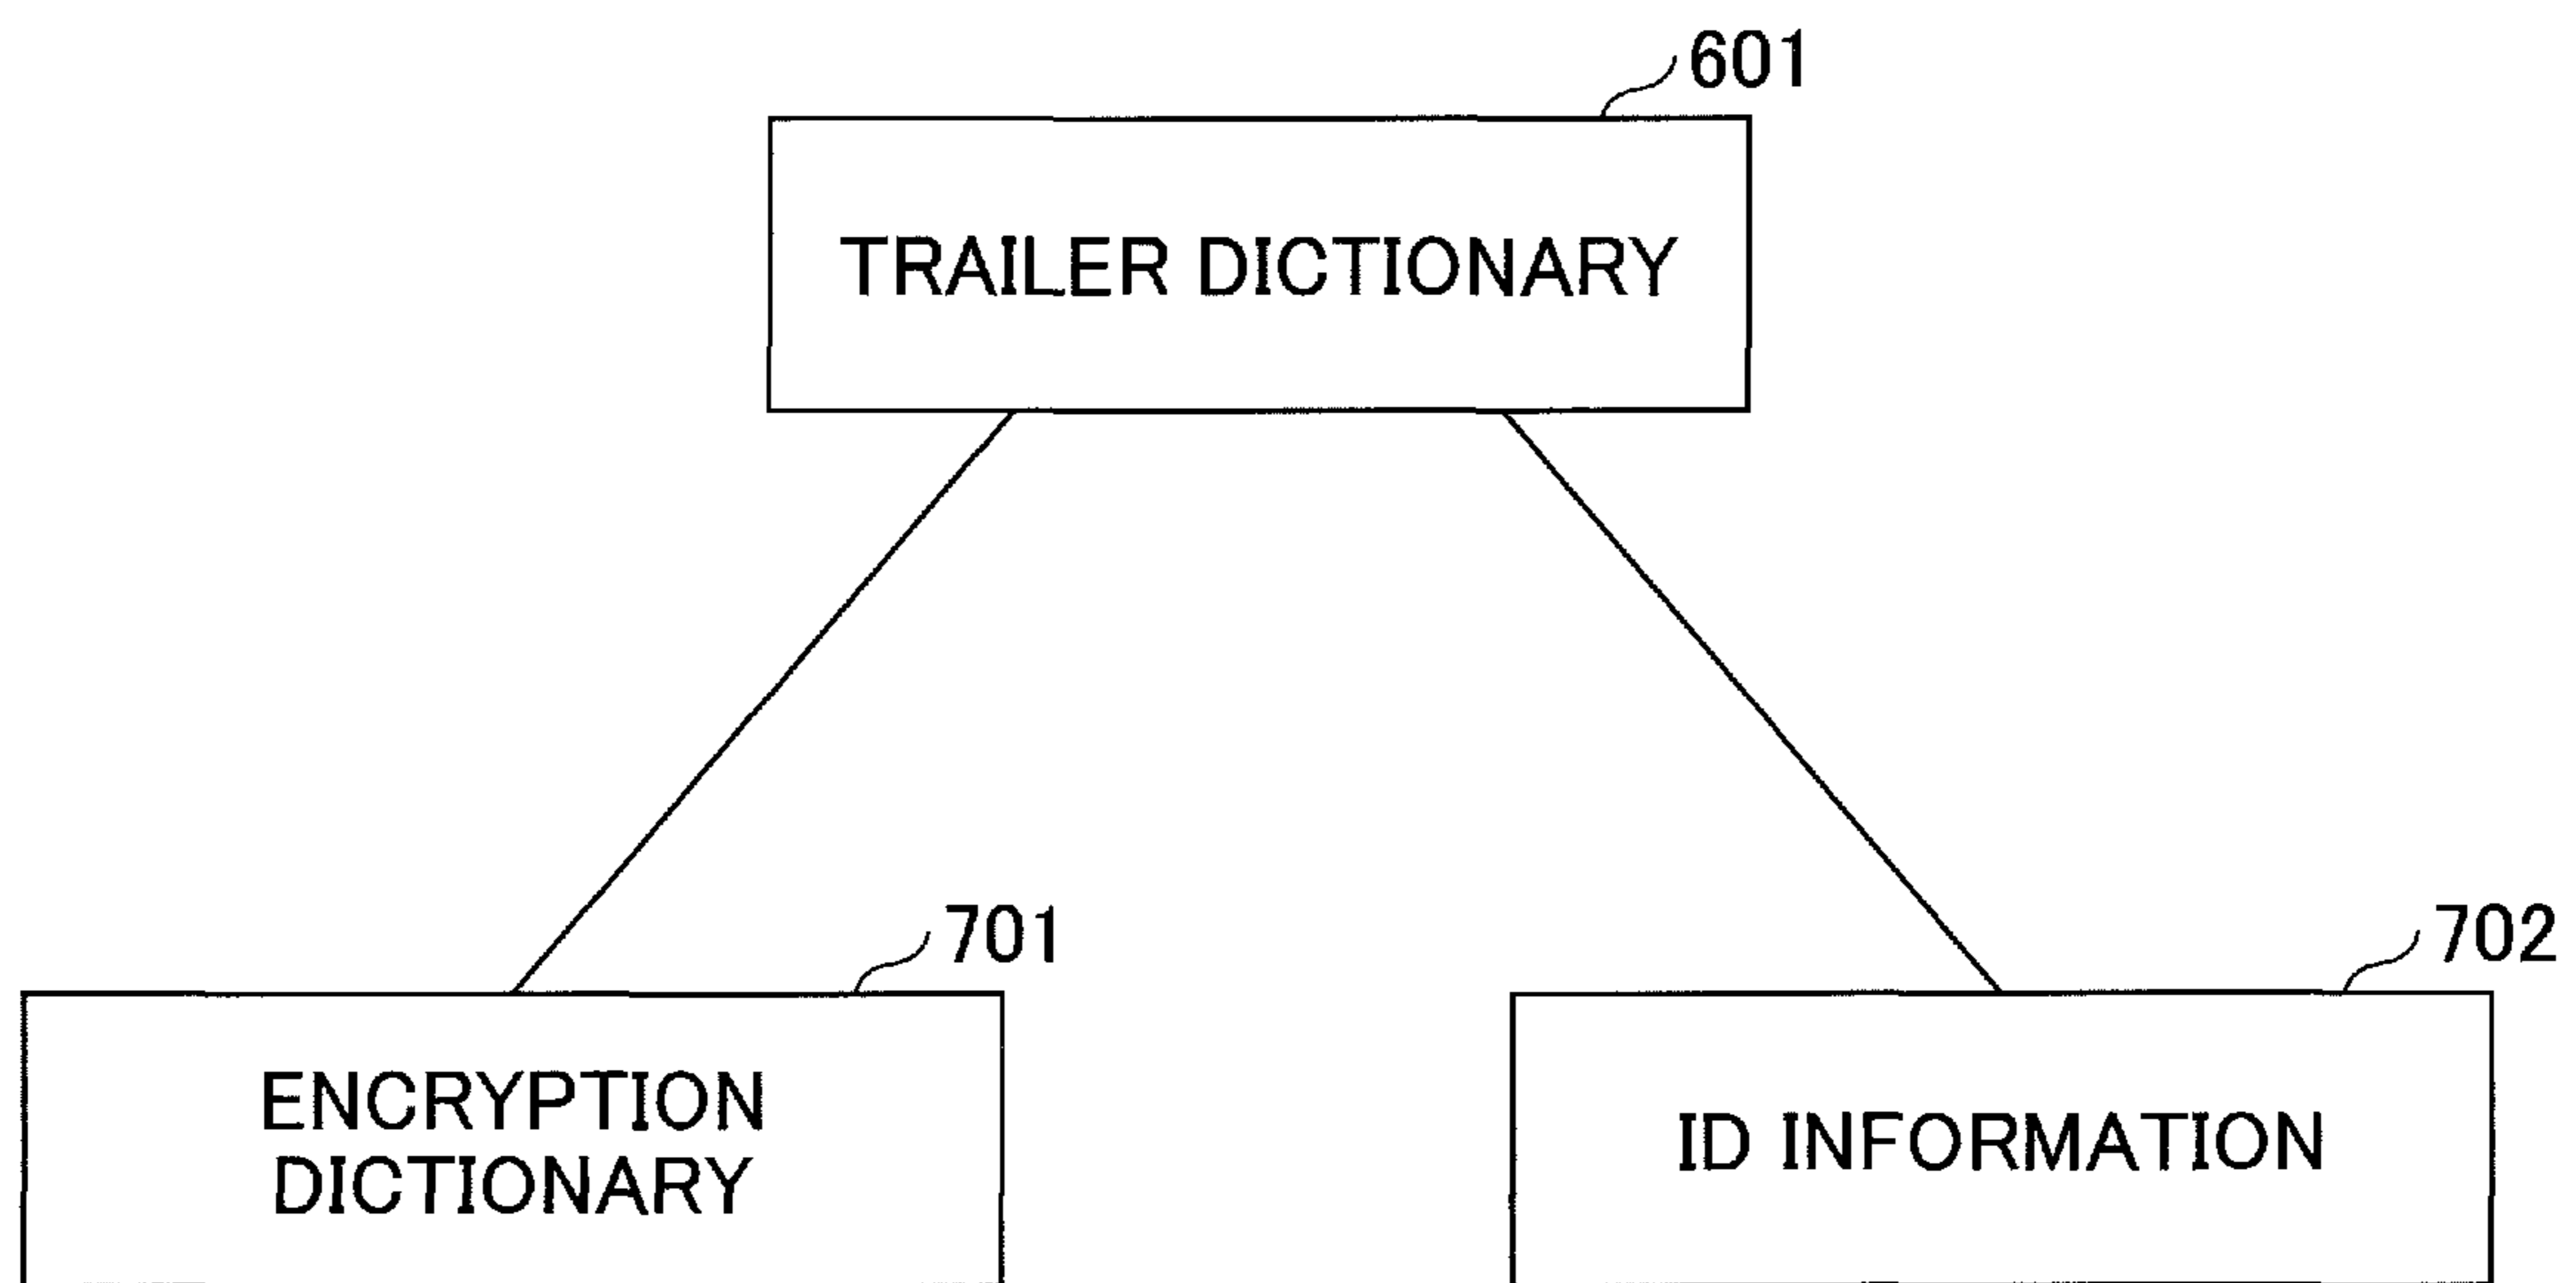 601
TRAILER DICTIONARY
701
702
ENCRYPTION
DICTIONARY
ID INFORMATION